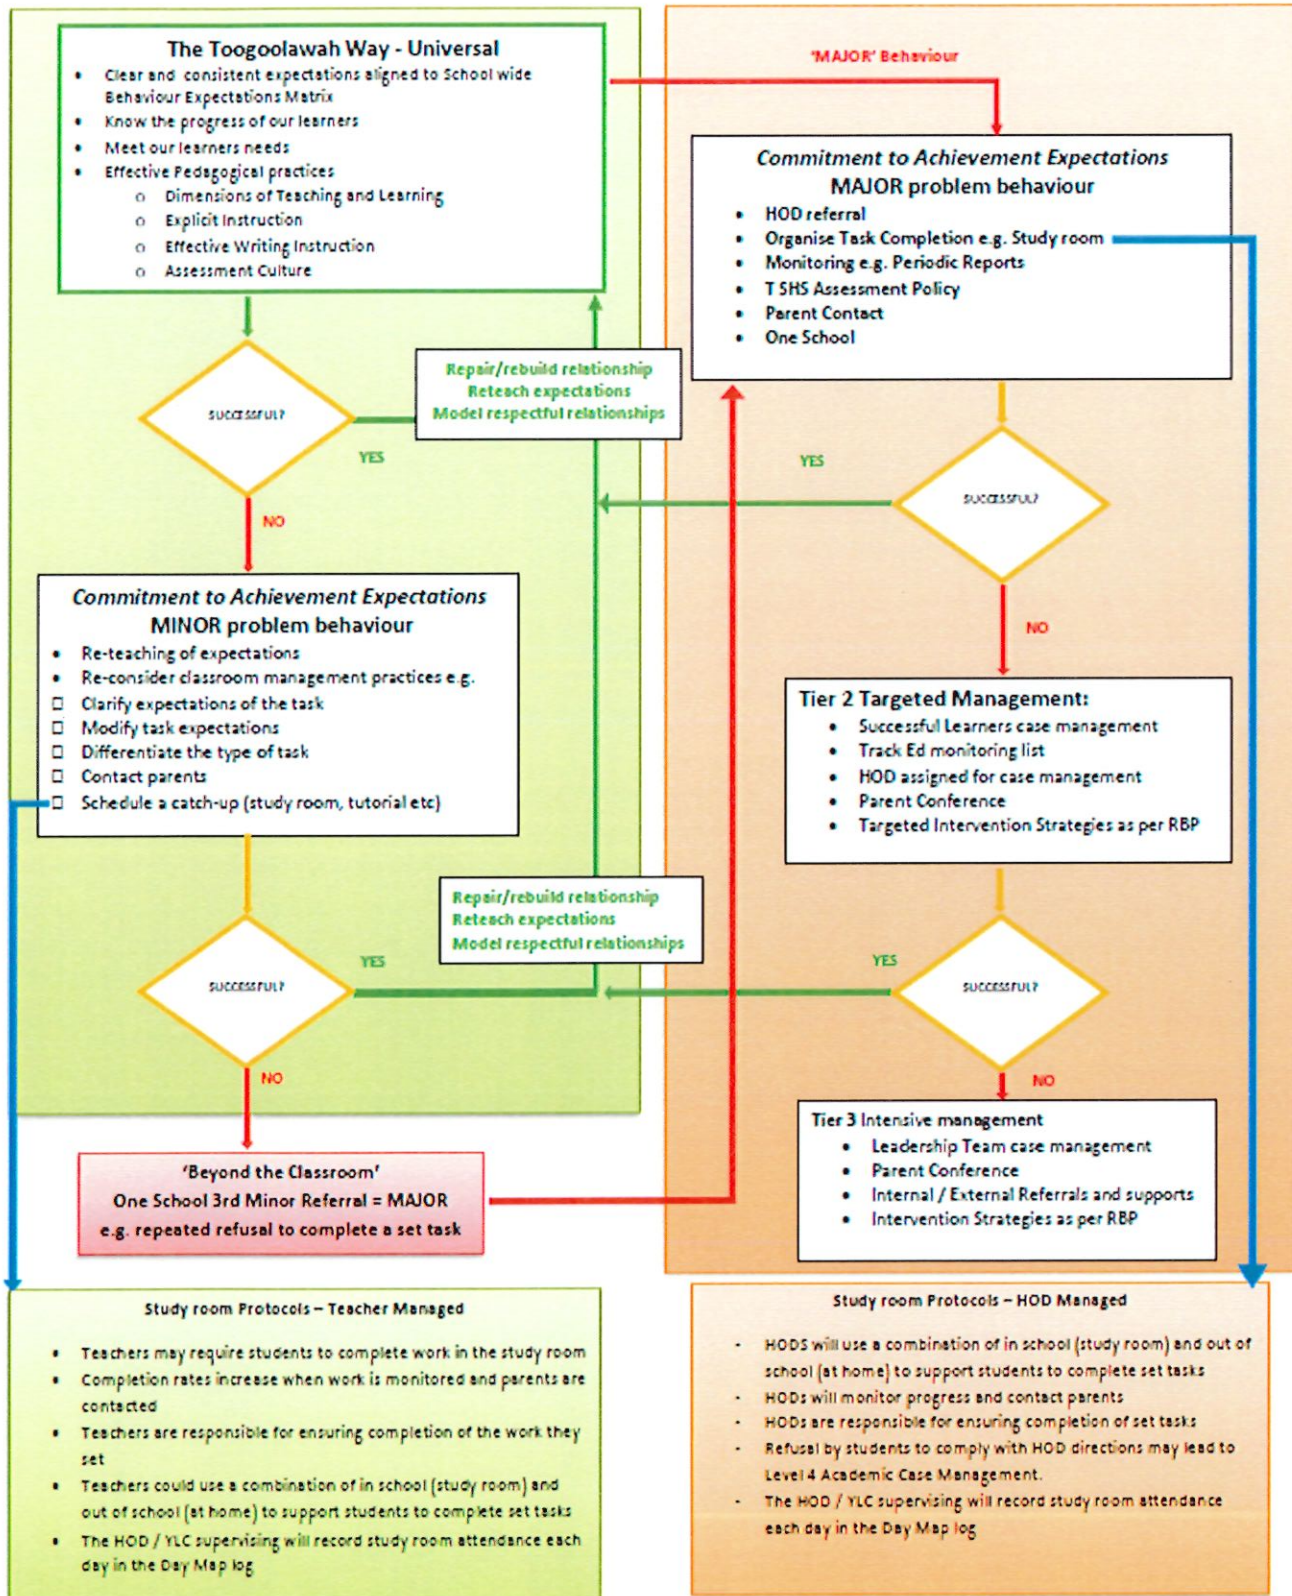 The Toogoolawah Way - Universal
• Clear and consistent expectations aligned to School wide
Behaviour Expectations Matrix
• Know the progress of our learners
• Meet our learners needs
• Effective Pedagogical practices
o Dimensions of Teaching and Learning
o Explicit Instruction
o Effective Writing Instruction
o Assessment Culture
'MAJOR' Behaviour
Commitment to Achievement Expectations
MAJOR problem behaviour
• HOD referral
• Organise Task Completion e.g. Study room
• Monitoring e.g. Periodic Reports
• T SHS Assessment Policy
• Parent Contact
• One School
SUCCESSFUL?
YES
NO
Repair/rebuild relationship
Reteach expectations
Model respectful relationships
YES
SUCCESSFUL?
NO
Commitment to Achievement Expectations
MINOR problem behaviour
• Re-teaching of expectations
• Re-consider classroom management practices e.g.
□ Clarify expectations of the task
□ Modify task expectations
□ Differentiate the type of task
□ Contact parents
□ Schedule a catch-up (study room, tutorial etc)
Tier 2 Targeted Management:
• Successful Learners case management
• Track Ed monitoring list
• HOD assigned for case management
• Parent Conference
• Targeted Intervention Strategies as per RBP
Repair/rebuild relationship
Reteach expectations
Model respectful relationships
SUCCESSFUL?
YES
NO
YES
SUCCESSFUL?
NO
'Beyond the Classroom'
One School 3rd Minor Referral = MAJOR
e.g. repeated refusal to complete a set task
Tier 3 Intensive management
• Leadership Team case management
• Parent Conference
• Internal / External Referrals and supports
• Intervention Strategies as per RBP
Study room Protocols – Teacher Managed
• Teachers may require students to complete work in the study room
• Completion rates increase when work is monitored and parents are
contacted
• Teachers are responsible for ensuring completion of the work they
set
• Teachers could use a combination of in school (study room) and
out of school (at home) to support students to complete set tasks
• The HOD / YLC supervising will record study room attendance each
day in the Day Map log
Study room Protocols – HOD Managed
- HODS will use a combination of in school (study room) and out of
school (at home) to support students to complete set tasks
- HODs will monitor progress and contact parents
- HODs are responsible for ensuring completion of set tasks
- Refusal by students to comply with HOD directions may lead to
Level 4 Academic Case Management.
- The HOD / YLC supervising will record study room attendance
each day in the Day Map log